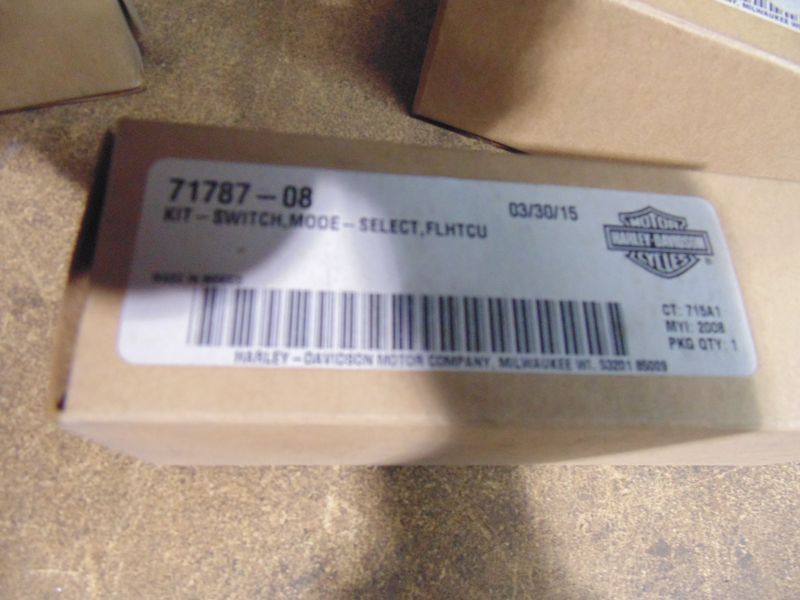 71787-08
03/30/15
KIT-SWITCH,MODE-SELECT,FLHTCU
MOTOR
HARLEY-DAVIDSON
CYCLES
®
MADE IN MEXICO
CT: 715A1
MYI: 2008
PKG QTY: 1
HARLEY-DAVIDSON MOTOR COMPANY, MILWAUKEE WI. 53201 85009
MILWAUKEE